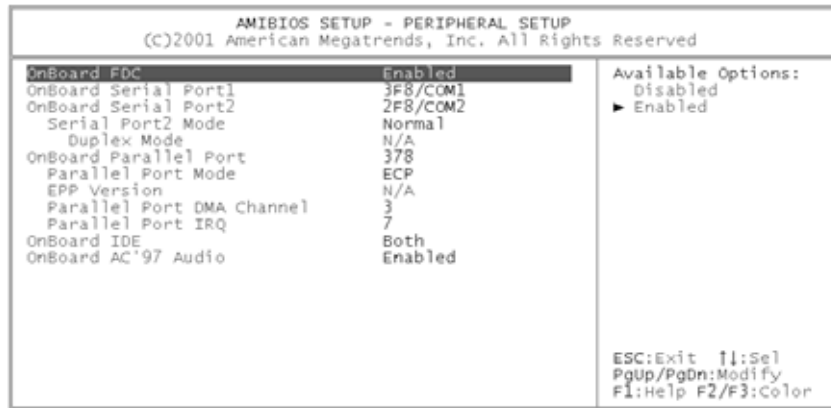 AMIBIOS SETUP - PERIPHERAL SETUP
(C)2001 American Megatrends, Inc. All Rights Reserved
OnBoard FDC Enabled
OnBoard Serial Port1 3F8/COM1
OnBoard Serial Port2 2F8/COM2
Serial Port2 Mode Normal
Duplex Mode N/A
OnBoard Parallel Port 378
Parallel Port Mode ECP
EPP Version N/A
Parallel Port DMA Channel 3
Parallel Port IRQ 7
OnBoard IDE Both
OnBoard AC'97 Audio Enabled
Available Options:
Disabled
► Enabled
ESC:Exit ↑↓:Sel
PgUp/PgDn:Modify
F1:Help F2/F3:Color